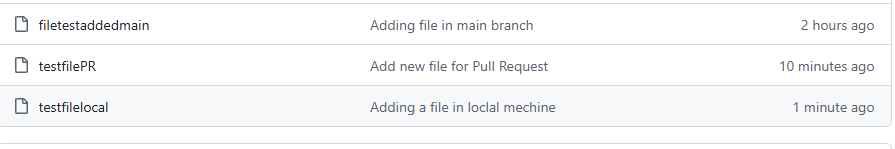 filetestaddedmain Adding file in main branch 2 hours ago
testfilePR Add new file for Pull Request 10 minutes ago
testfilelocal Adding a file in loclal mechine 1 minute ago